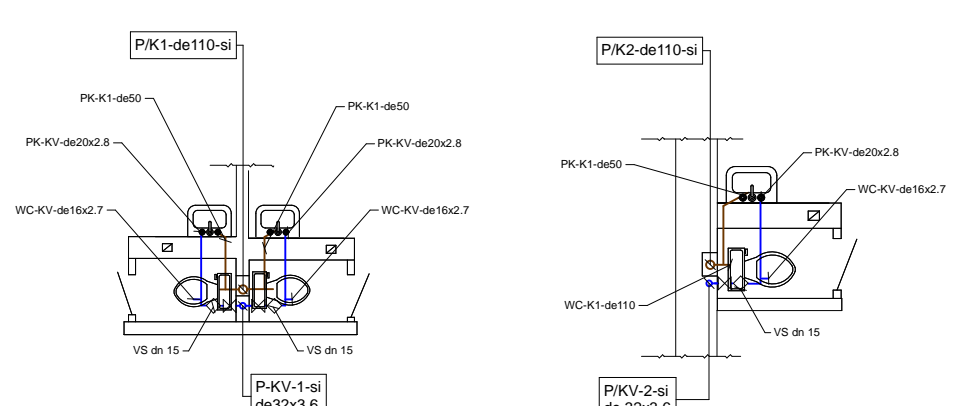 P/K1-de110-si
PK-K1-de50
PK-K1-de50
PK-KV-de20x2.8
PK-KV-de20x2.8
WC-KV-de16x2.7
WC-KV-de16x2.7
VS dn 15
VS dn 15
P-KV-1-si
de32x3.6
P/K2-de110-si
PK-K1-de50
PK-KV-de20x2.8
WC-KV-de16x2.7
WC-K1-de110
VS dn 15
P/KV-2-si
de 32x3.6